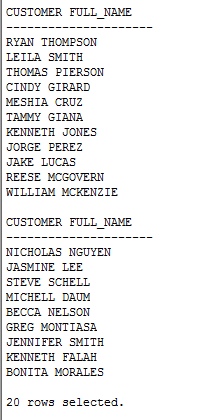 CUSTOMER FULL_NAME
---------------------
RYAN THOMPSON
LEILA SMITH
THOMAS PIERSON
CINDY GIRARD
MESHIA CRUZ
TAMMY GIANA
KENNETH JONES
JORGE PEREZ
JAKE LUCAS
REESE MCGOVERN
WILLIAM MCKENZIE

CUSTOMER FULL_NAME
---------------------
NICHOLAS NGUYEN
JASMINE LEE
STEVE SCHELL
MICHELL DAUM
BECCA NELSON
GREG MONTIASA
JENNIFER SMITH
KENNETH FALAH
BONITA MORALES

20 rows selected.